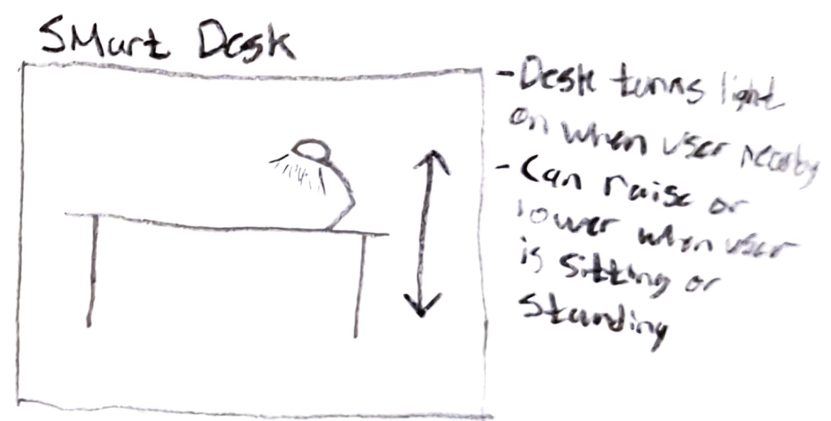 SMart Desk
- Desk turns light
on when user nearby
- Can raise or
lower when user
is sitting or
standing